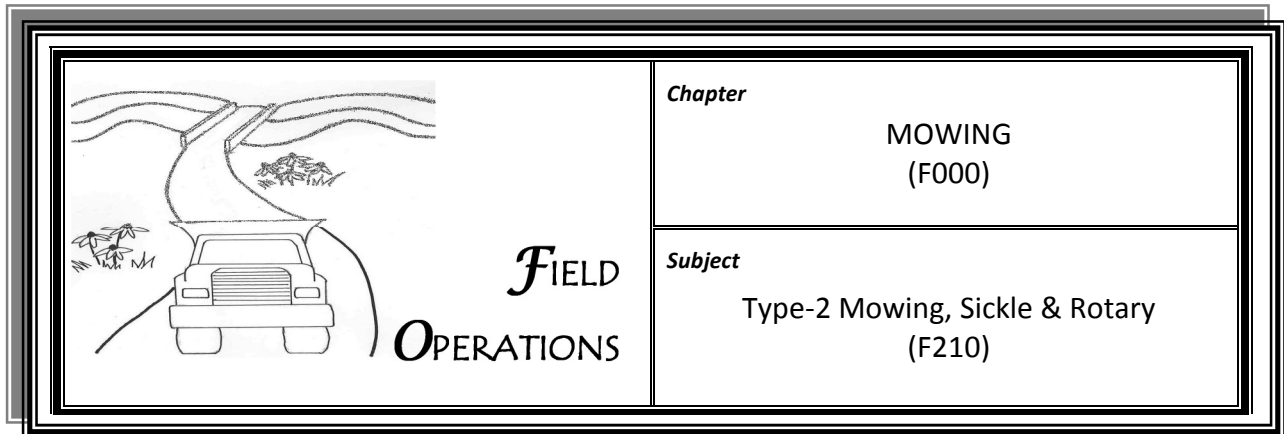 FIELD
OPERATIONS
Chapter
MOWING
(F000)
Subject
Type-2 Mowing, Sickle & Rotary
(F210)